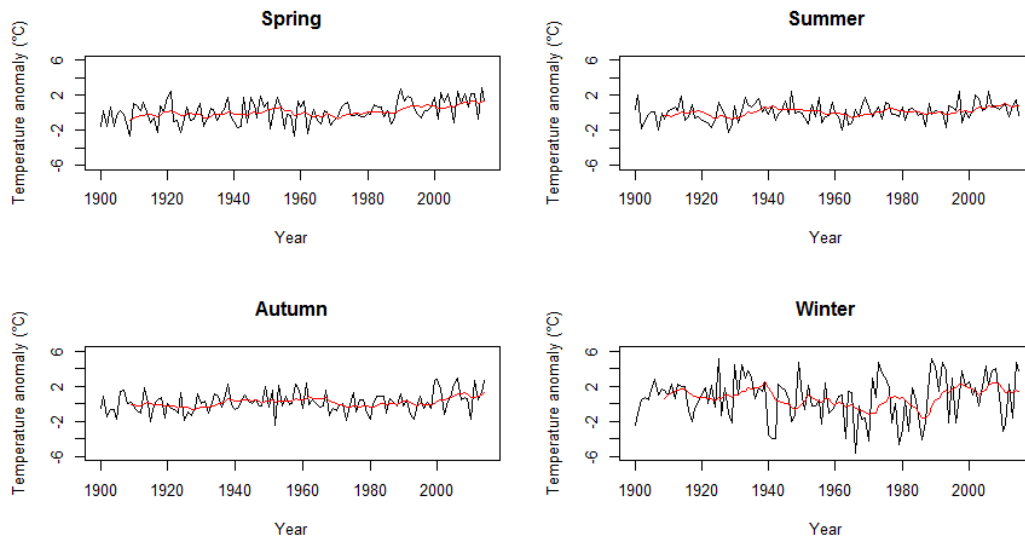 Spring
Temperature anomaly (°C)
6
2
-2
-6
1900 1920 1940 1960 1980 2000
Year
Summer
Temperature anomaly (°C)
6
2
-2
-6
1900 1920 1940 1960 1980 2000
Year
Autumn
Temperature anomaly (°C)
6
2
-2
-6
1900 1920 1940 1960 1980 2000
Year
Winter
Temperature anomaly (°C)
6
2
-2
-6
1900 1920 1940 1960 1980 2000
Year